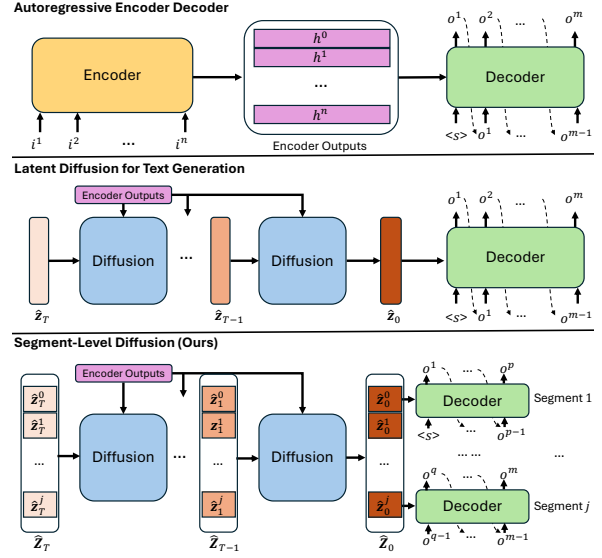 Autoregressive Encoder Decoder
Encoder
i^1 i^2 ... i^n
h^0
h^1
...
h^n
Encoder Outputs
o^1 o^2 ... o^m
Decoder
<s> o^1 ... o^{m-1}
Latent Diffusion for Text Generation
Encoder Outputs
Diffusion
...
Diffusion
ẑ_T
ẑ_{T-1}
ẑ_0
o^1 o^2 ... o^m
Decoder
<s> o^1 ... o^{m-1}
Segment-Level Diffusion (Ours)
Encoder Outputs
ẑ_T^0
ẑ_T^1
...
ẑ_T^j
Ẑ_T
Diffusion
...
ẑ_1^0
z_1^1
...
ẑ_1^j
Ẑ_{T-1}
Diffusion
ẑ_0^0
ẑ_0^1
...
ẑ_0^j
Ẑ_0
o^1 ... o^p
Decoder
Segment 1
<s> ... o^{p-1}
... ...
...
o^q ... o^m
Decoder
Segment j
o^{q-1} ... o^{m-1}